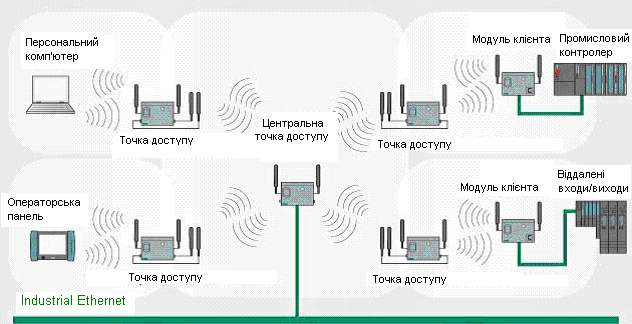 Персональний
комп'ютер
Модуль клієнта
Промисловий
контролер
Точка доступу
Центральна
точка доступу
Точка доступу
Операторська
панель
Модуль клієнта
Віддалені
входи/виходи
Точка доступу
Точка доступу
Industrial Ethernet